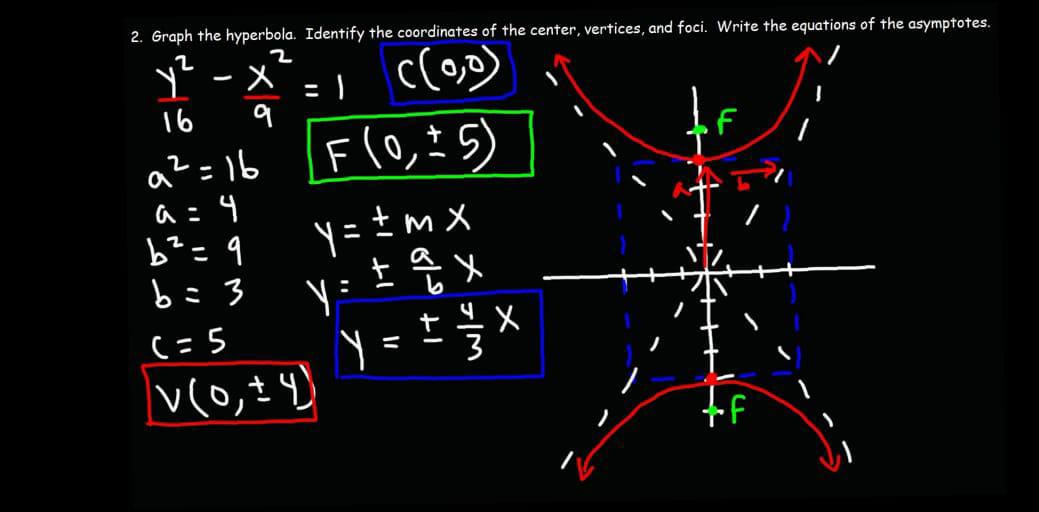 2. Graph the hyperbola. Identify the coordinates of the center, vertices, and foci. Write the equations of the asymptotes.
y²/16 - x²/9 = 1
C(0,0)
F(0,±5)
a² = 16
a = 4
b² = 9
b = 3
c = 5
V(0,±4)
y = ± m x
y = ± a/b x
y = ± 4/3 x
F
a
b
F